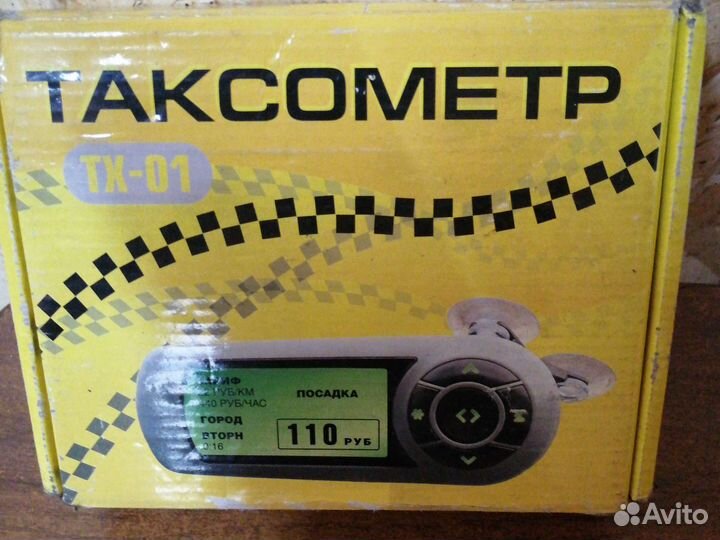 ТАКСОМЕТР
TX-01
РУБ/КМ
ПОСАДКА
РУБ/ЧАС
ГОРОД
ВТОРН
110 РУБ
Avito